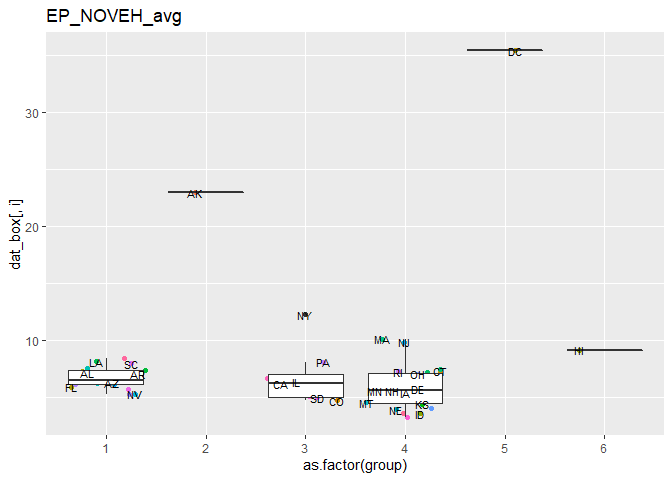 EP_NOVEH_avg
dat_box[, i]
30
20
10
DC
AK
NY
MA
NJ
HI
LA
SC
PA
AL
AR
RI
OH
CT
FL
AZ
NV
CA
IL
SD
CO
MN
NH
IA
DE
MT
NE
KS
ID
1 2 3 4 5 6
as.factor(group)